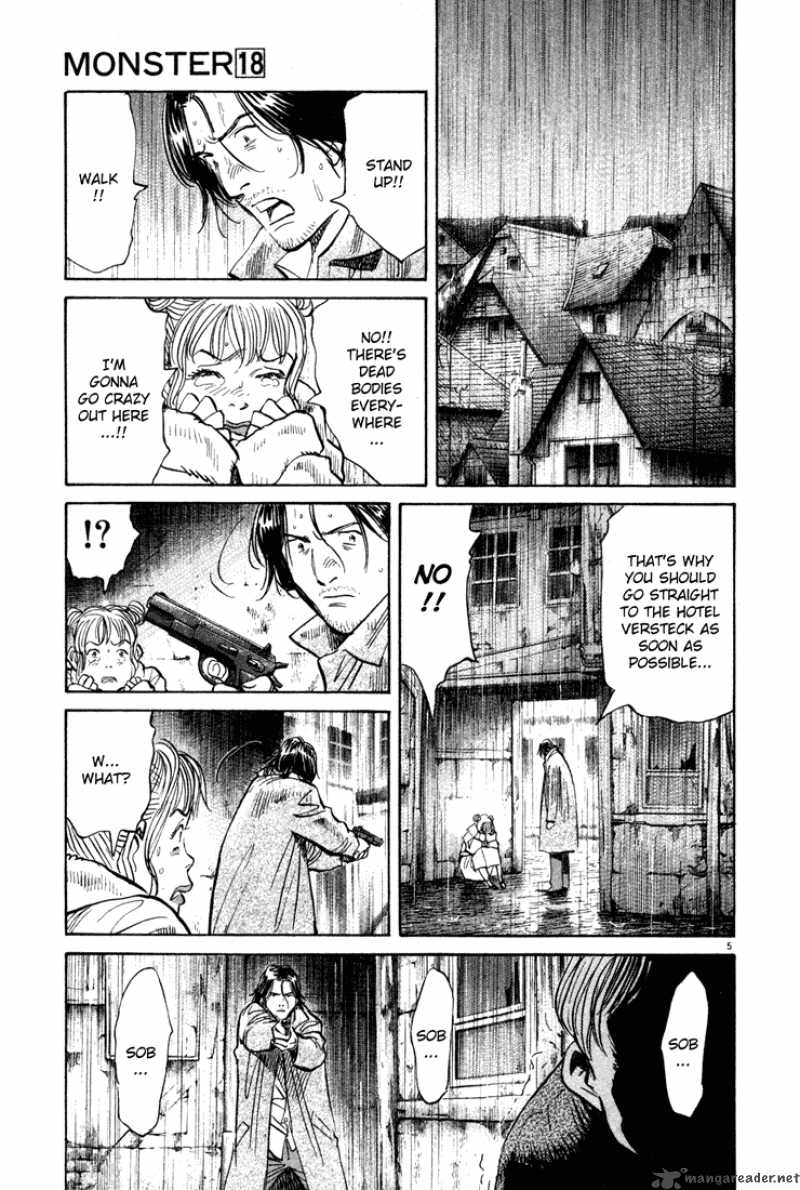 MONSTER 18
STAND
UP!!
WALK
!!
NO!!
THERE'S
DEAD
BODIES
EVERY-
WHERE
...
I'M
GONNA
GO CRAZY
OUT HERE
...!!
THAT'S WHY
YOU SHOULD
GO STRAIGHT
TO THE HOTEL
VERSTECK AS
SOON AS
POSSIBLE...
NO
!!
!?
W...
WHAT?
5
SOB
...
SOB
...
SOB
...
mangareader.net